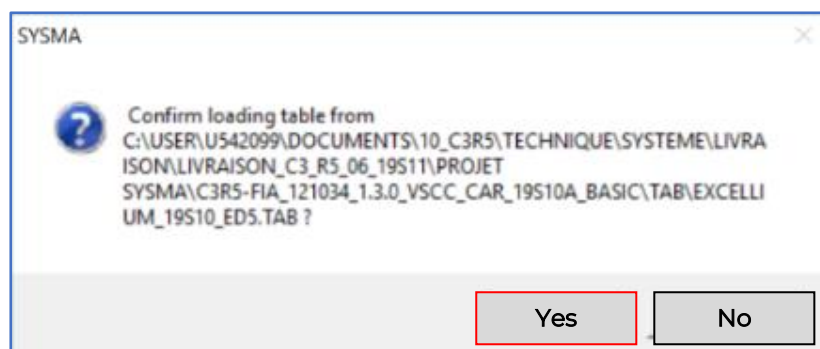 SYSMA
Confirm loading table from
C:\USER\U542099\DOCUMENTS\10_C3R5\TECHNIQUE\SYSTEME\LIVRA
ISON\LIVRAISON_C3_R5_06_19S11\PROJET
SYSMA\C3R5-FIA_121034_1.3.0_VSCC_CAR_19S10A_BASIC\TAB\EXCELLI
UM_19S10_ED5.TAB ?
Yes No